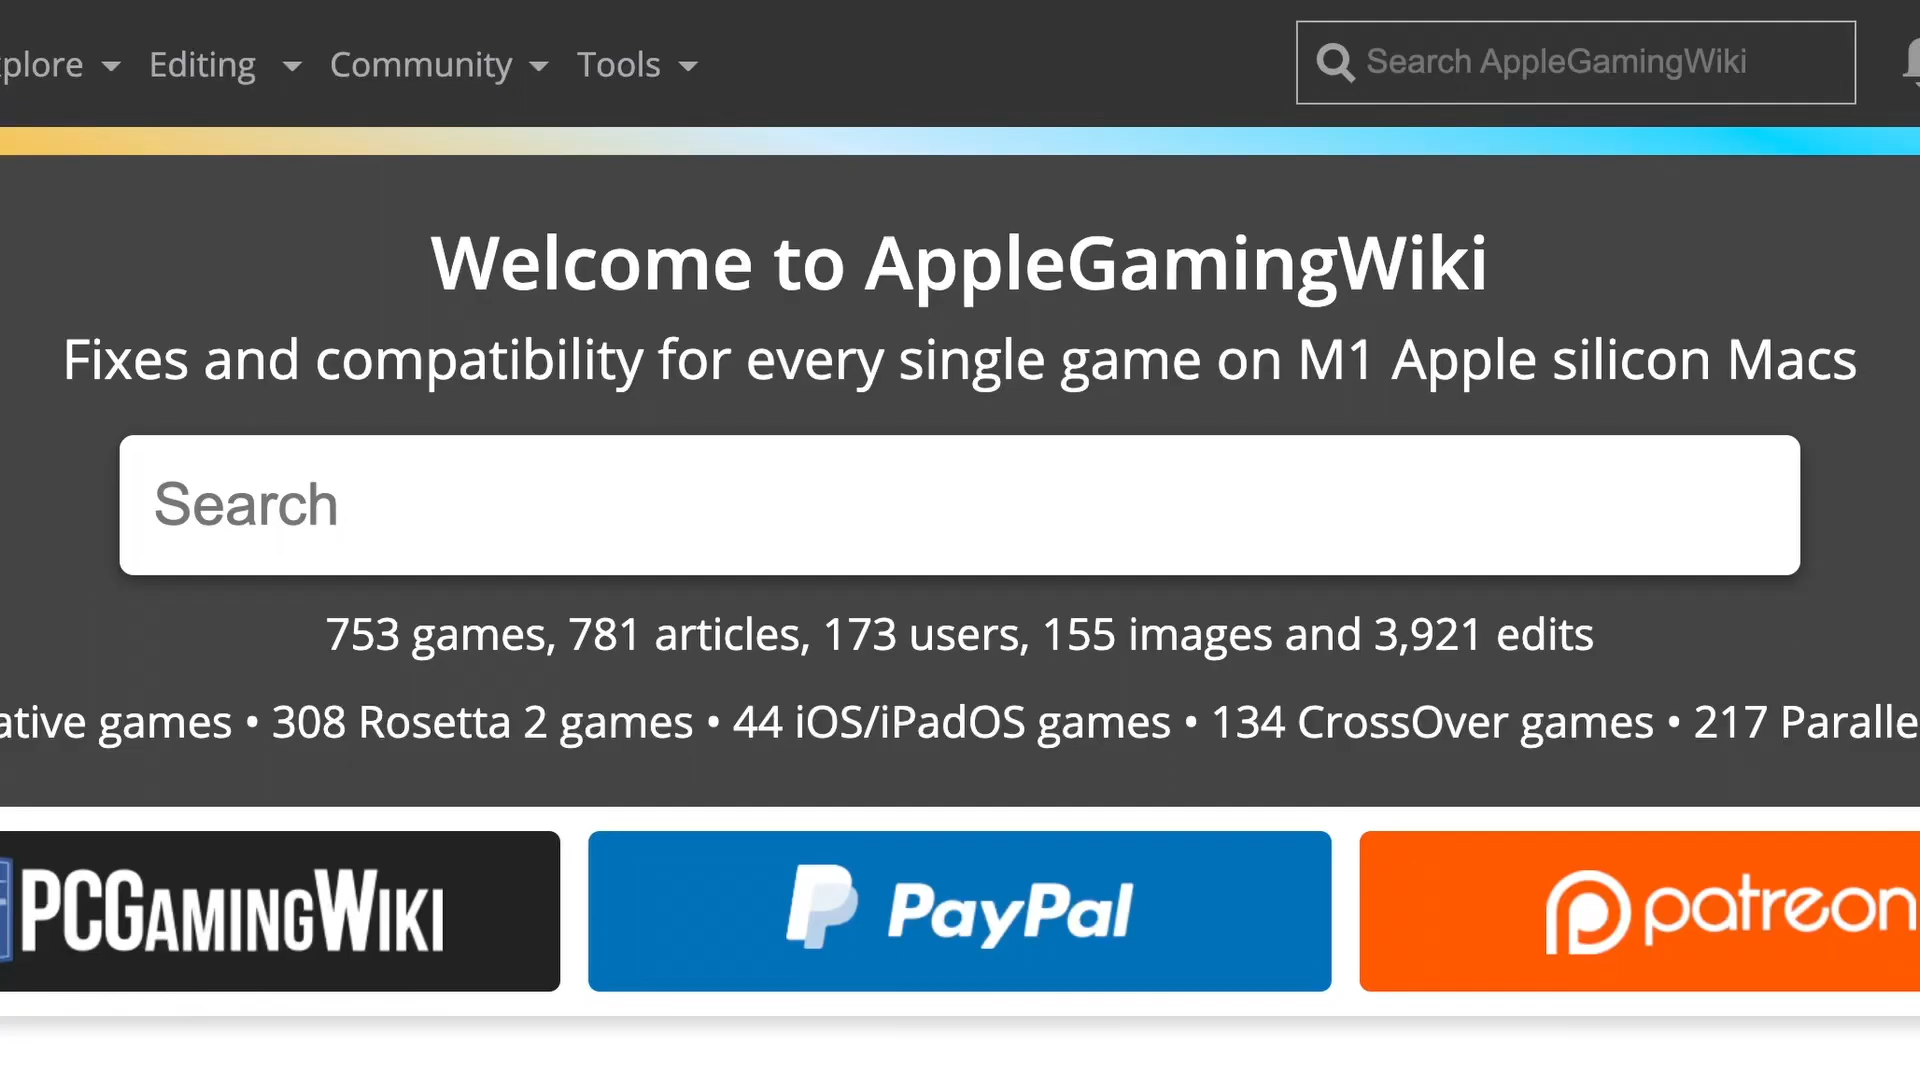 plore Editing Community Tools Search AppleGamingWiki
Welcome to AppleGamingWiki
Fixes and compatibility for every single game on M1 Apple silicon Macs
Search
753 games, 781 articles, 173 users, 155 images and 3,921 edits
ative games • 308 Rosetta 2 games • 44 iOS/iPadOS games • 134 CrossOver games • 217 Paralle
PCGamingWiki PayPal patreon